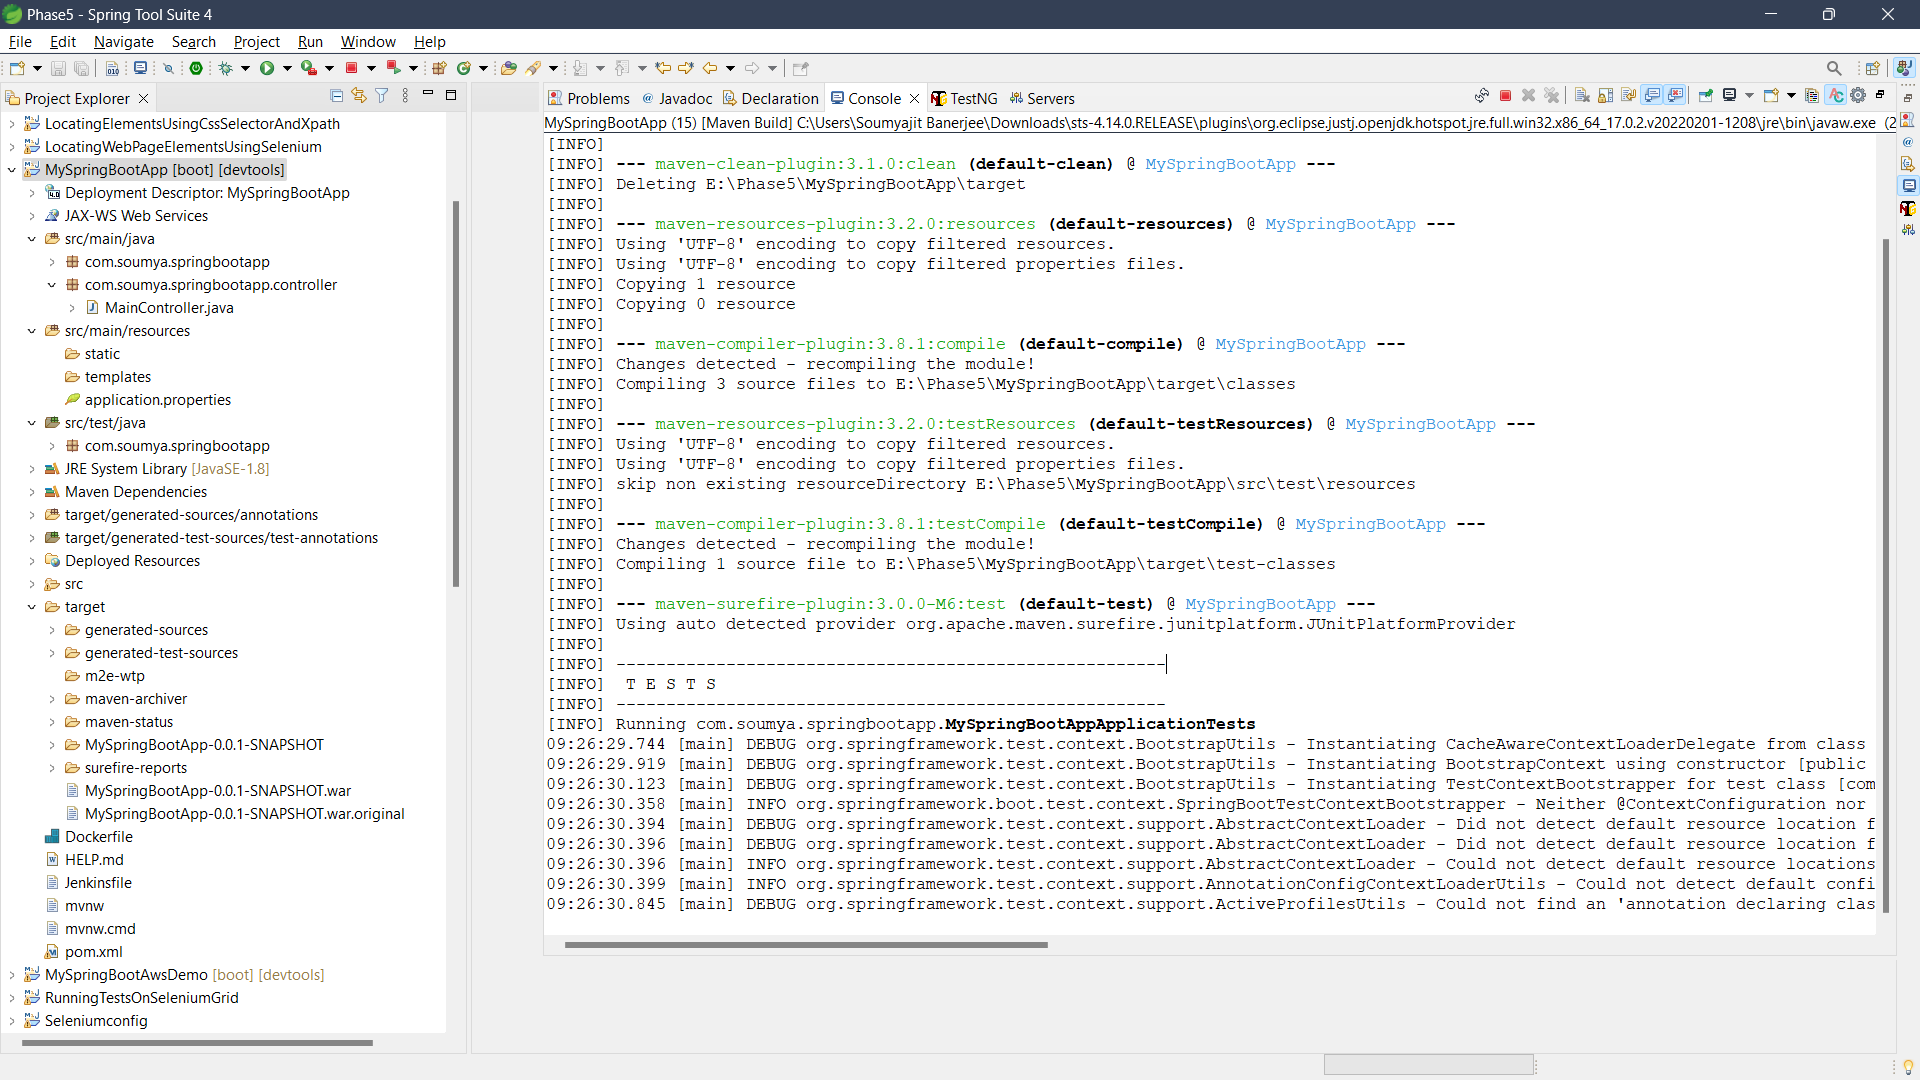 Phase5 - Spring Tool Suite 4
File Edit Navigate Search Project Run Window Help
Project Explorer
LocatingElementsUsingCssSelectorAndXpath
LocatingWebPageElementsUsingSelenium
MySpringBootApp [boot] [devtools]
Deployment Descriptor: MySpringBootApp
JAX-WS Web Services
src/main/java
com.soumya.springbootapp
com.soumya.springbootapp.controller
MainController.java
src/main/resources
static
templates
application.properties
src/test/java
com.soumya.springbootapp
JRE System Library [JavaSE-1.8]
Maven Dependencies
target/generated-sources/annotations
target/generated-test-sources/test-annotations
Deployed Resources
src
target
generated-sources
generated-test-sources
m2e-wtp
maven-archiver
maven-status
MySpringBootApp-0.0.1-SNAPSHOT
surefire-reports
MySpringBootApp-0.0.1-SNAPSHOT.war
MySpringBootApp-0.0.1-SNAPSHOT.war.original
Dockerfile
HELP.md
Jenkinsfile
mvnw
mvnw.cmd
pom.xml
MySpringBootAwsDemo [boot] [devtools]
RunningTestsOnSeleniumGrid
Seleniumconfig
Problems Javadoc Declaration Console TestNG Servers
MySpringBootApp (15) [Maven Build] C:\Users\Soumyajit Banerjee\Downloads\sts-4.14.0.RELEASE\plugins\org.eclipse.justj.openjdk.hotspot.jre.full.win32.x86_64_17.0.2.v20220201-1208\jre\bin\javaw.exe (2
[INFO]
[INFO] --- maven-clean-plugin:3.1.0:clean (default-clean) @ MySpringBootApp ---
[INFO] Deleting E:\Phase5\MySpringBootApp\target
[INFO]
[INFO] --- maven-resources-plugin:3.2.0:resources (default-resources) @ MySpringBootApp ---
[INFO] Using 'UTF-8' encoding to copy filtered resources.
[INFO] Using 'UTF-8' encoding to copy filtered properties files.
[INFO] Copying 1 resource
[INFO] Copying 0 resource
[INFO]
[INFO] --- maven-compiler-plugin:3.8.1:compile (default-compile) @ MySpringBootApp ---
[INFO] Changes detected - recompiling the module!
[INFO] Compiling 3 source files to E:\Phase5\MySpringBootApp\target\classes
[INFO]
[INFO] --- maven-resources-plugin:3.2.0:testResources (default-testResources) @ MySpringBootApp ---
[INFO] Using 'UTF-8' encoding to copy filtered resources.
[INFO] Using 'UTF-8' encoding to copy filtered properties files.
[INFO] skip non existing resourceDirectory E:\Phase5\MySpringBootApp\src\test\resources
[INFO]
[INFO] --- maven-compiler-plugin:3.8.1:testCompile (default-testCompile) @ MySpringBootApp ---
[INFO] Changes detected - recompiling the module!
[INFO] Compiling 1 source file to E:\Phase5\MySpringBootApp\target\test-classes
[INFO]
[INFO] --- maven-surefire-plugin:3.0.0-M6:test (default-test) @ MySpringBootApp ---
[INFO] Using auto detected provider org.apache.maven.surefire.junitplatform.JUnitPlatformProvider
[INFO]
[INFO] -------------------------------------------------------
[INFO]  T E S T S
[INFO] -------------------------------------------------------
[INFO] Running com.soumya.springbootapp.MySpringBootAppApplicationTests
09:26:29.744 [main] DEBUG org.springframework.test.context.BootstrapUtils - Instantiating CacheAwareContextLoaderDelegate from class
09:26:29.919 [main] DEBUG org.springframework.test.context.BootstrapUtils - Instantiating BootstrapContext using constructor [public
09:26:30.123 [main] DEBUG org.springframework.test.context.BootstrapUtils - Instantiating TestContextBootstrapper for test class [com
09:26:30.358 [main] INFO org.springframework.boot.test.context.SpringBootTestContextBootstrapper - Neither @ContextConfiguration nor
09:26:30.394 [main] DEBUG org.springframework.test.context.support.AbstractContextLoader - Did not detect default resource location f
09:26:30.396 [main] DEBUG org.springframework.test.context.support.AbstractContextLoader - Did not detect default resource location f
09:26:30.396 [main] INFO org.springframework.test.context.support.AbstractContextLoader - Could not detect default resource locations
09:26:30.399 [main] INFO org.springframework.test.context.support.AnnotationConfigContextLoaderUtils - Could not detect default confi
09:26:30.845 [main] DEBUG org.springframework.test.context.support.ActiveProfilesUtils - Could not find an 'annotation declaring clas